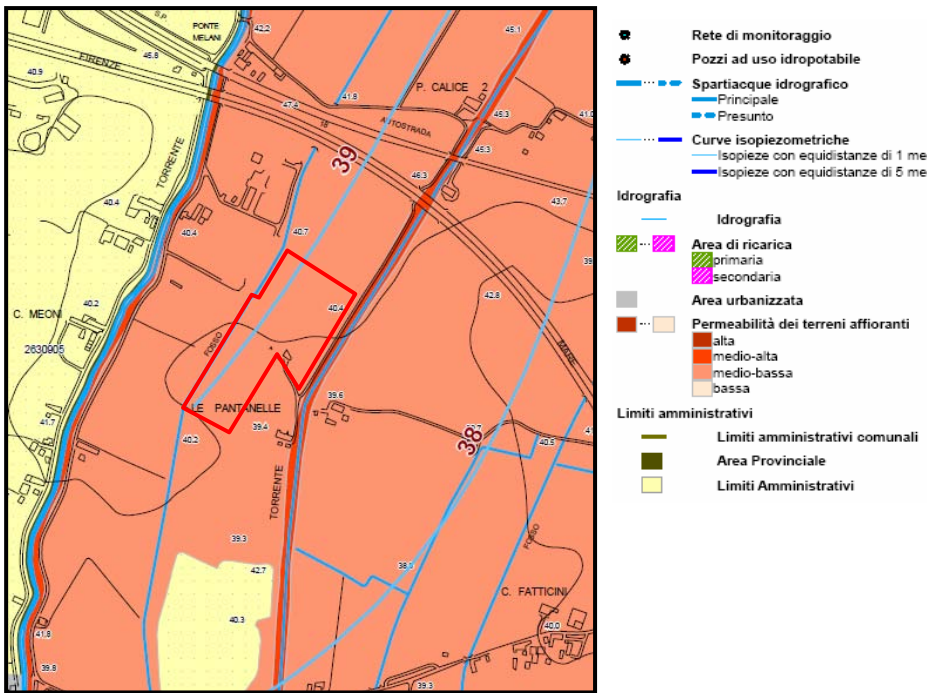 PONTE
MELANI
S.P.
42.2
45.1
45.8
FIRENZE
40.9
P. CALICE 2
47.4
41.8
45.3
16
AUTOSTRADA
45.3
TORRENTE
39
46.3
40.4
43.7
40.4
40.7
40.2
40.4
42.8
C. MEONI
FOSSO
MARE
2630905
LE PANTANELLE
39.6
41.7
40.2
39.4
38
40.5
TORRENTE
FOSSO
39.3
42.7
38.1
C. FATTICINI
40.3
40.0
41.8
39.8
39.3
Rete di monitoraggio
Pozzi ad uso idropotabile
Spartiacque idrografico
Principale
Presunto
Curve isopiezometriche
Isopieze con equidistanze di 1 me
Isopieze con equidistanze di 5 me
Idrografia
Idrografia
Area di ricarica
primaria
secondaria
Area urbanizzata
Permeabilità dei terreni affioranti
alta
medio-alta
medio-bassa
bassa
Limiti amministrativi
Limiti amministrativi comunali
Area Provinciale
Limiti Amministrativi